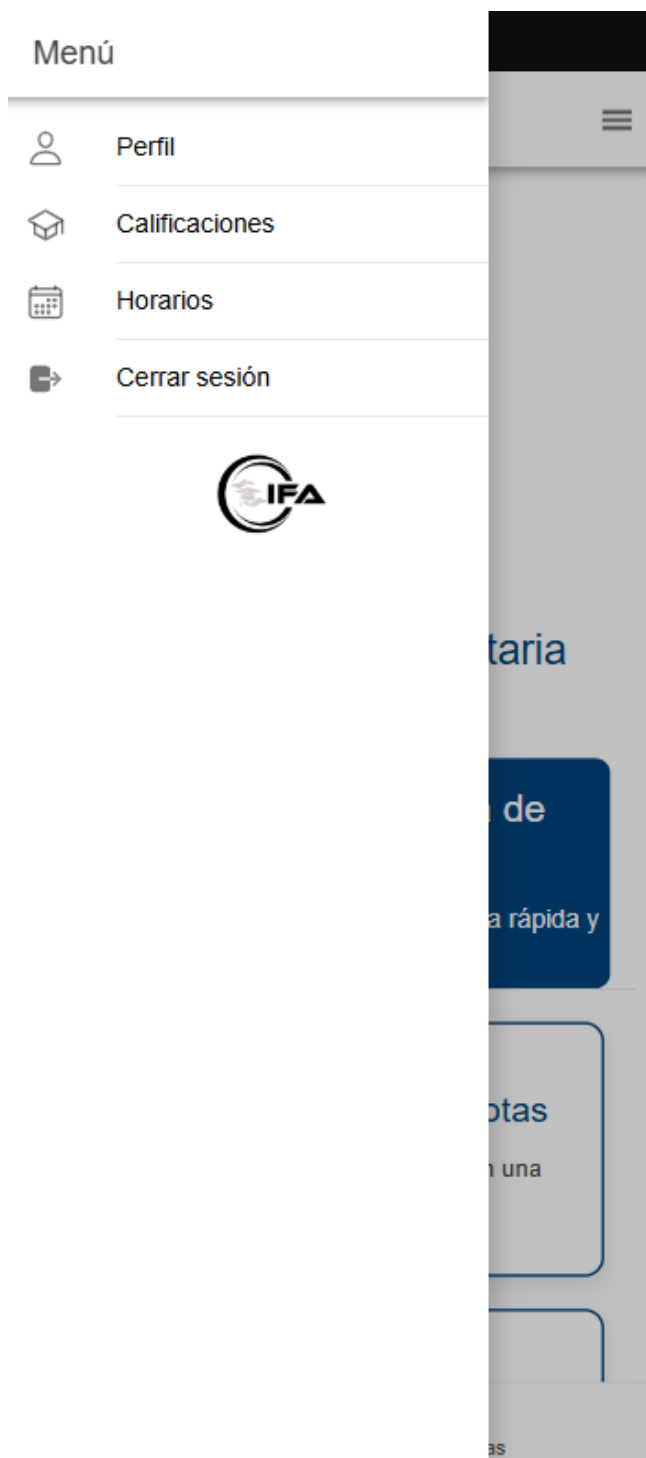 Menú
Perfil
Calificaciones
Horarios
Cerrar sesión
IFA
taria
de
a rápida y
otas
una
as